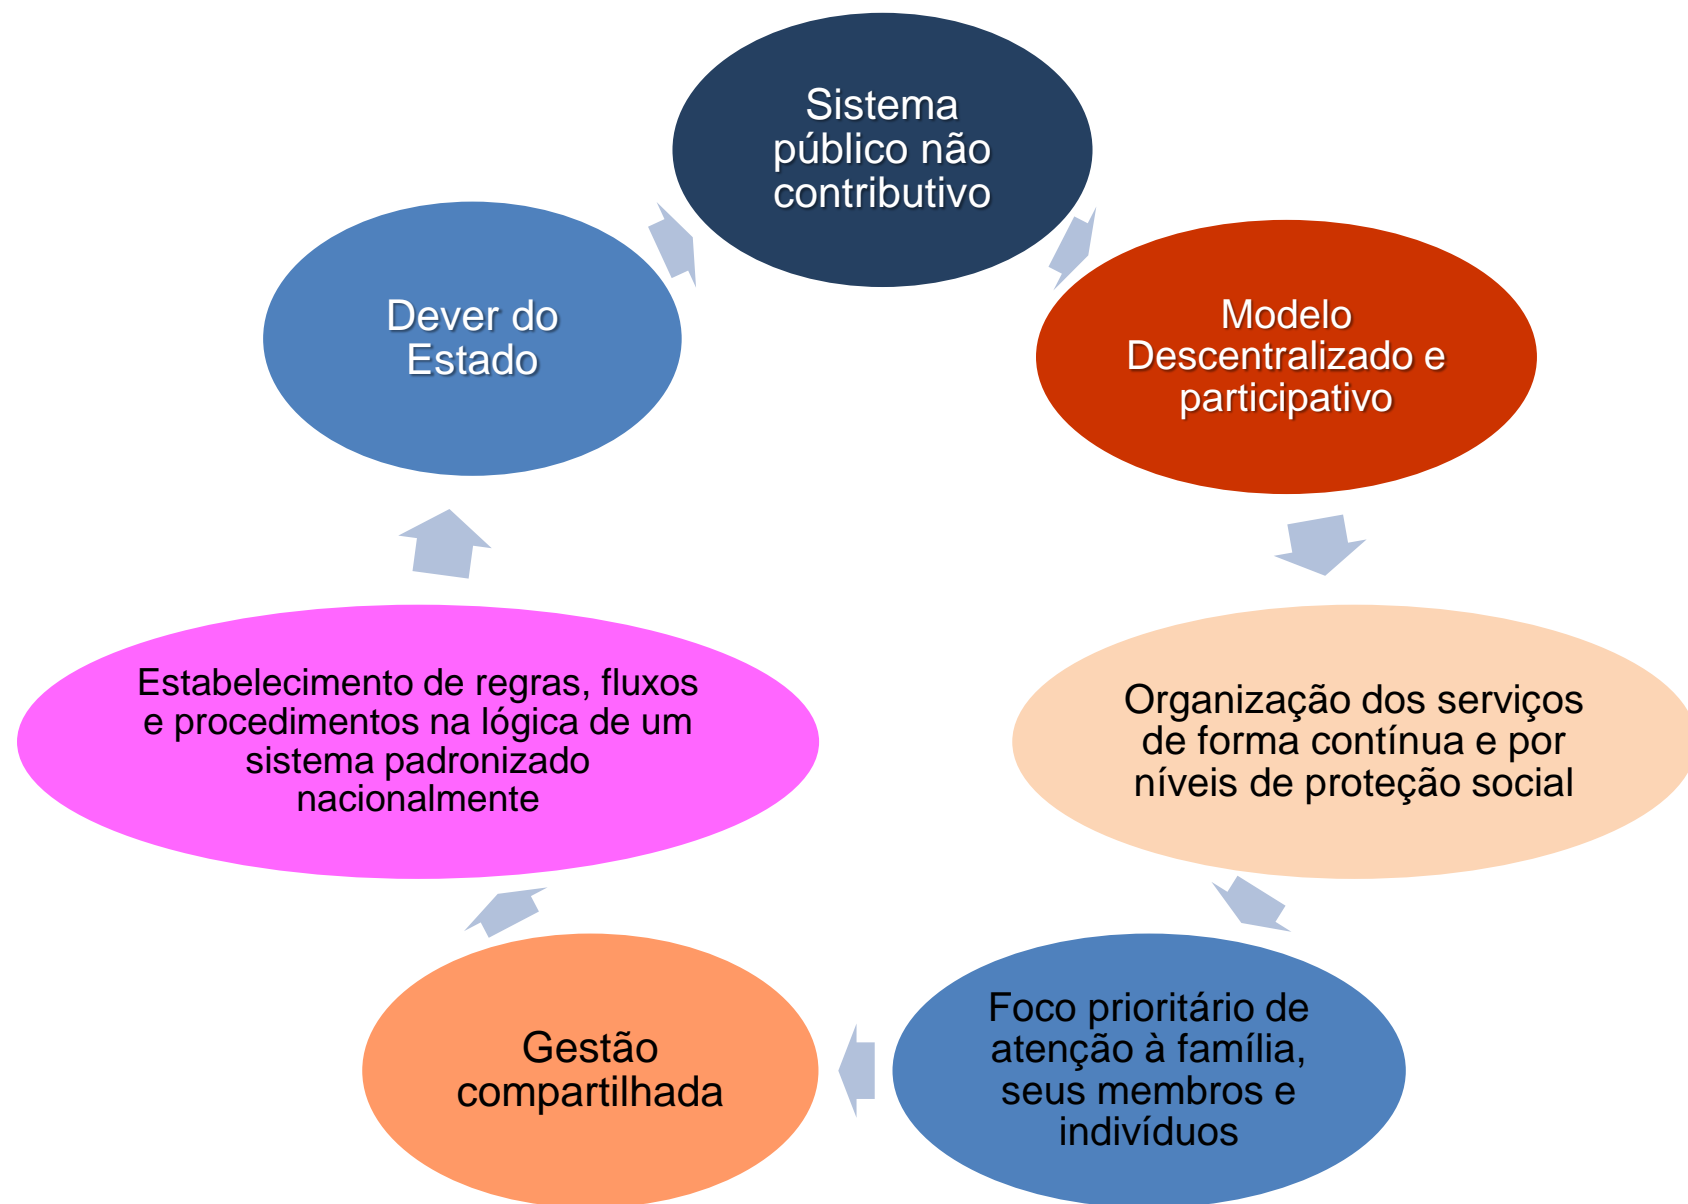 Sistema
público não
contributivo
Dever do
Estado
Modelo
Descentralizado e
participativo
Estabelecimento de regras, fluxos
e procedimentos na lógica de um
sistema padronizado
nacionalmente
Organização dos serviços
de forma contínua e por
níveis de proteção social
Gestão
compartilhada
Foco prioritário de
atenção à família,
seus membros e
indivíduos